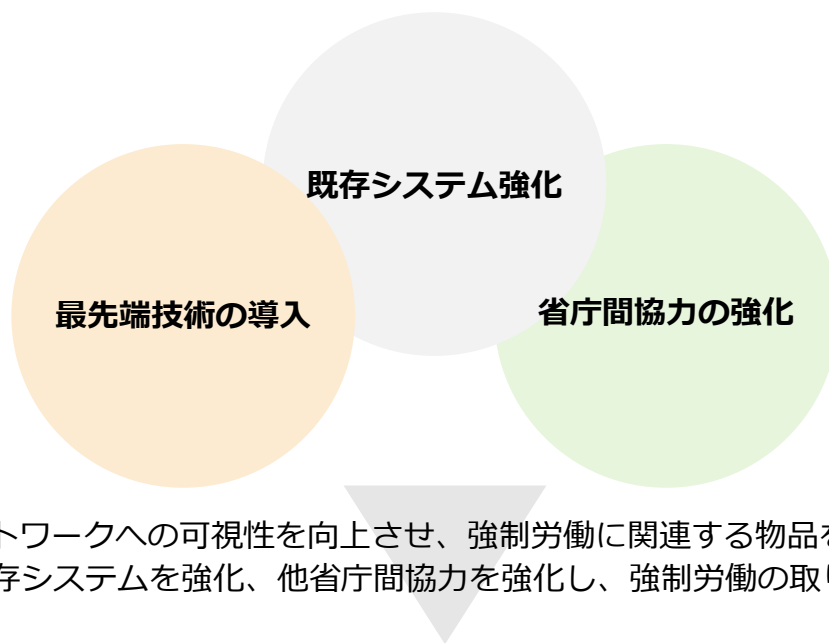 既存システム強化
最先端技術の導入
省庁間協力の強化
トワークへの可視性を向上させ、強制労働に関連する物品を
存システムを強化、他省庁間協力を強化し、強制労働の取り